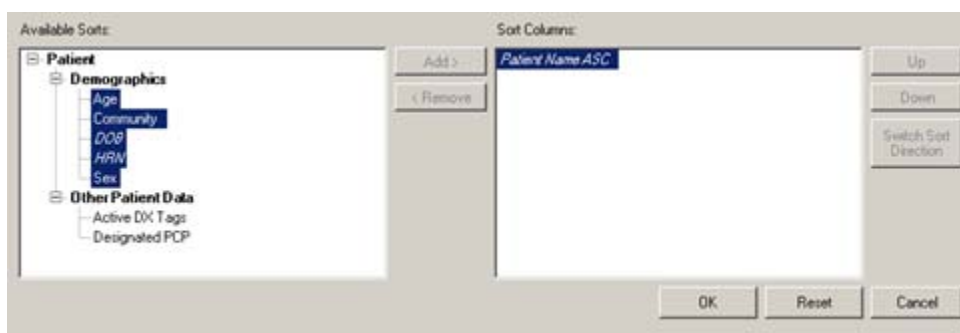 Available Sorts:
Patient
Demographics
Age
Community
DOB
HRN
Sex
Other Patient Data
Active DX Tags
Designated PCP
Add >
< Remove
Sort Columns:
Patient Name ASC
Up
Down
Switch Sort
Direction
OK
Reset
Cancel